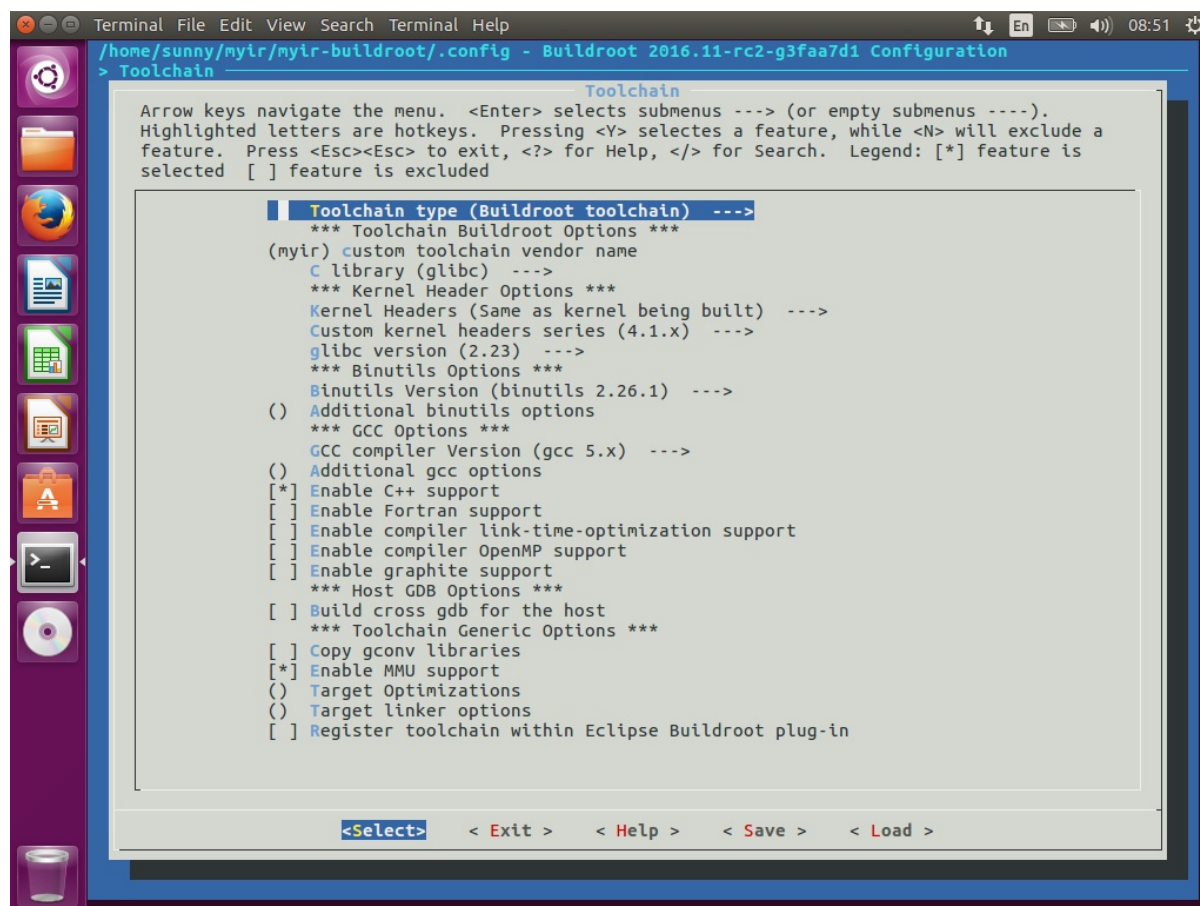 Terminal File Edit View Search Terminal Help En 08:51
/home/sunny/myir/myir-buildroot/.config - Buildroot 2016.11-rc2-g3faa7d1 Configuration
> Toolchain
Toolchain
Arrow keys navigate the menu.  <Enter> selects submenus ---> (or empty submenus ----).
Highlighted letters are hotkeys.  Pressing <Y> selectes a feature, while <N> will exclude a
feature.  Press <Esc><Esc> to exit, <?> for Help, </> for Search.  Legend: [*] feature is
selected  [ ] feature is excluded
Toolchain type (Buildroot toolchain)  --->
*** Toolchain Buildroot Options ***
(myir) custom toolchain vendor name
C library (glibc)  --->
*** Kernel Header Options ***
Kernel Headers (Same as kernel being built)  --->
Custom kernel headers series (4.1.x)  --->
glibc version (2.23)  --->
*** Binutils Options ***
Binutils Version (binutils 2.26.1)  --->
()  Additional binutils options
*** GCC Options ***
GCC compiler Version (gcc 5.x)  --->
()  Additional gcc options
[*] Enable C++ support
[ ] Enable Fortran support
[ ] Enable compiler link-time-optimization support
[ ] Enable compiler OpenMP support
[ ] Enable graphite support
*** Host GDB Options ***
[ ] Build cross gdb for the host
*** Toolchain Generic Options ***
[ ] Copy gconv libraries
[*] Enable MMU support
()  Target Optimizations
()  Target linker options
[ ] Register toolchain within Eclipse Buildroot plug-in
<Select>    < Exit >    < Help >    < Save >    < Load >